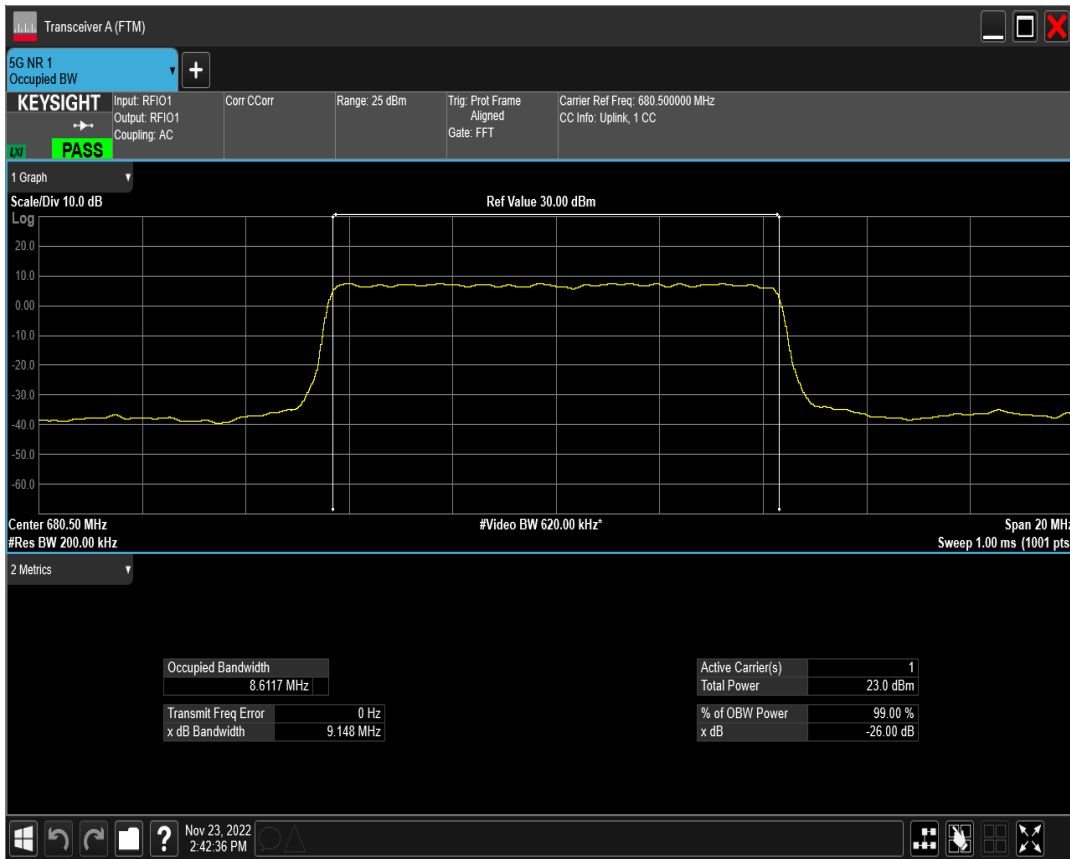 Transceiver A (FTM)
5G NR 1
Occupied BW
+
KEYSIGHT
LXI
PASS
Input: RFIO1
Output: RFIO1
Coupling: AC
Corr CCorr
Range: 25 dBm
Trig: Prot Frame
Aligned
Gate: FFT
Carrier Ref Freq: 680.500000 MHz
CC Info: Uplink, 1 CC
1 Graph
Scale/Div 10.0 dB
Ref Value 30.00 dBm
Log
20.0
10.0
0.00
-10.0
-20.0
-30.0
-40.0
-50.0
-60.0
Center 680.50 MHz
#Video BW 620.00 kHz*
Span 20 MHz
#Res BW 200.00 kHz
Sweep 1.00 ms (1001 pts
2 Metrics
Occupied Bandwidth
8.6117 MHz
Transmit Freq Error 0 Hz
x dB Bandwidth 9.148 MHz
Active Carrier(s) 1
Total Power 23.0 dBm
% of OBW Power 99.00 %
x dB -26.00 dB
?
Nov 23, 2022
2:42:36 PM